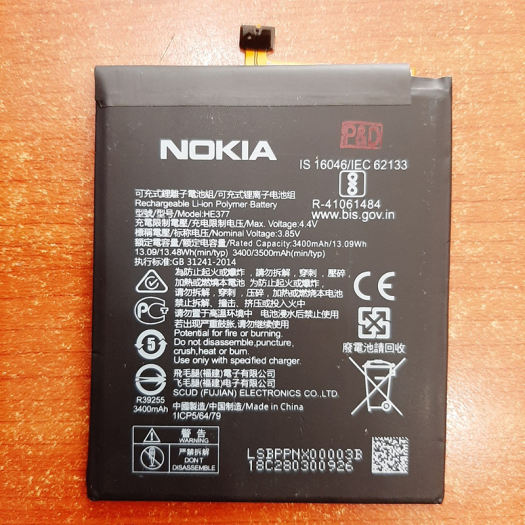 P&D
NOKIA
IS 16046/IEC 62133
R-41061484
www.bis.gov.in
可充式鋰離子電池組/可充式锂离子电池组
Rechargeable Li-ion Polymer Battery
型號/型号/Model:HE377
充電限制電壓/充电限制电压/Max. Voltage:4.4V
標稱電壓/标称电压/Nominal Voltage:3.85V
額定電容量/额定电容量/Rated Capacity:3400mAh/13.09Wh
13.09/13.48Wh(min/typ) 3400/3500mAh(min/typ)
执行标准:GB 31241-2014
為防止起火或爆炸，請勿拆解，穿刺，壓碎，
加熱或燃燒本電池 为防止起火或爆炸，
请勿拆解，穿刺，压碎，加热或燃烧本电池
禁止拆解、撞击、挤压或投入火中
请勿置于高温环境中 电池浸水后禁止使用
若出现严重鼓胀,请勿继续使用
Potential for fire or burning.
Do not disassemble,puncture,
crush,heat or burn.
Use only with specified charger.
飛毛腿(福建)電子有限公司
飞毛腿(福建)电子有限公司
SCUD (FUJIAN) ELECTRONICS CO.,LTD.
中國製造/中国制造/Made in China
1ICP5/64/79
5
R39255
3400mAh
廢電池請回收
警告
WARNING
严禁拆解
DON'T
DISASSEMBLE
LSBPPNX00003B
18C280300926